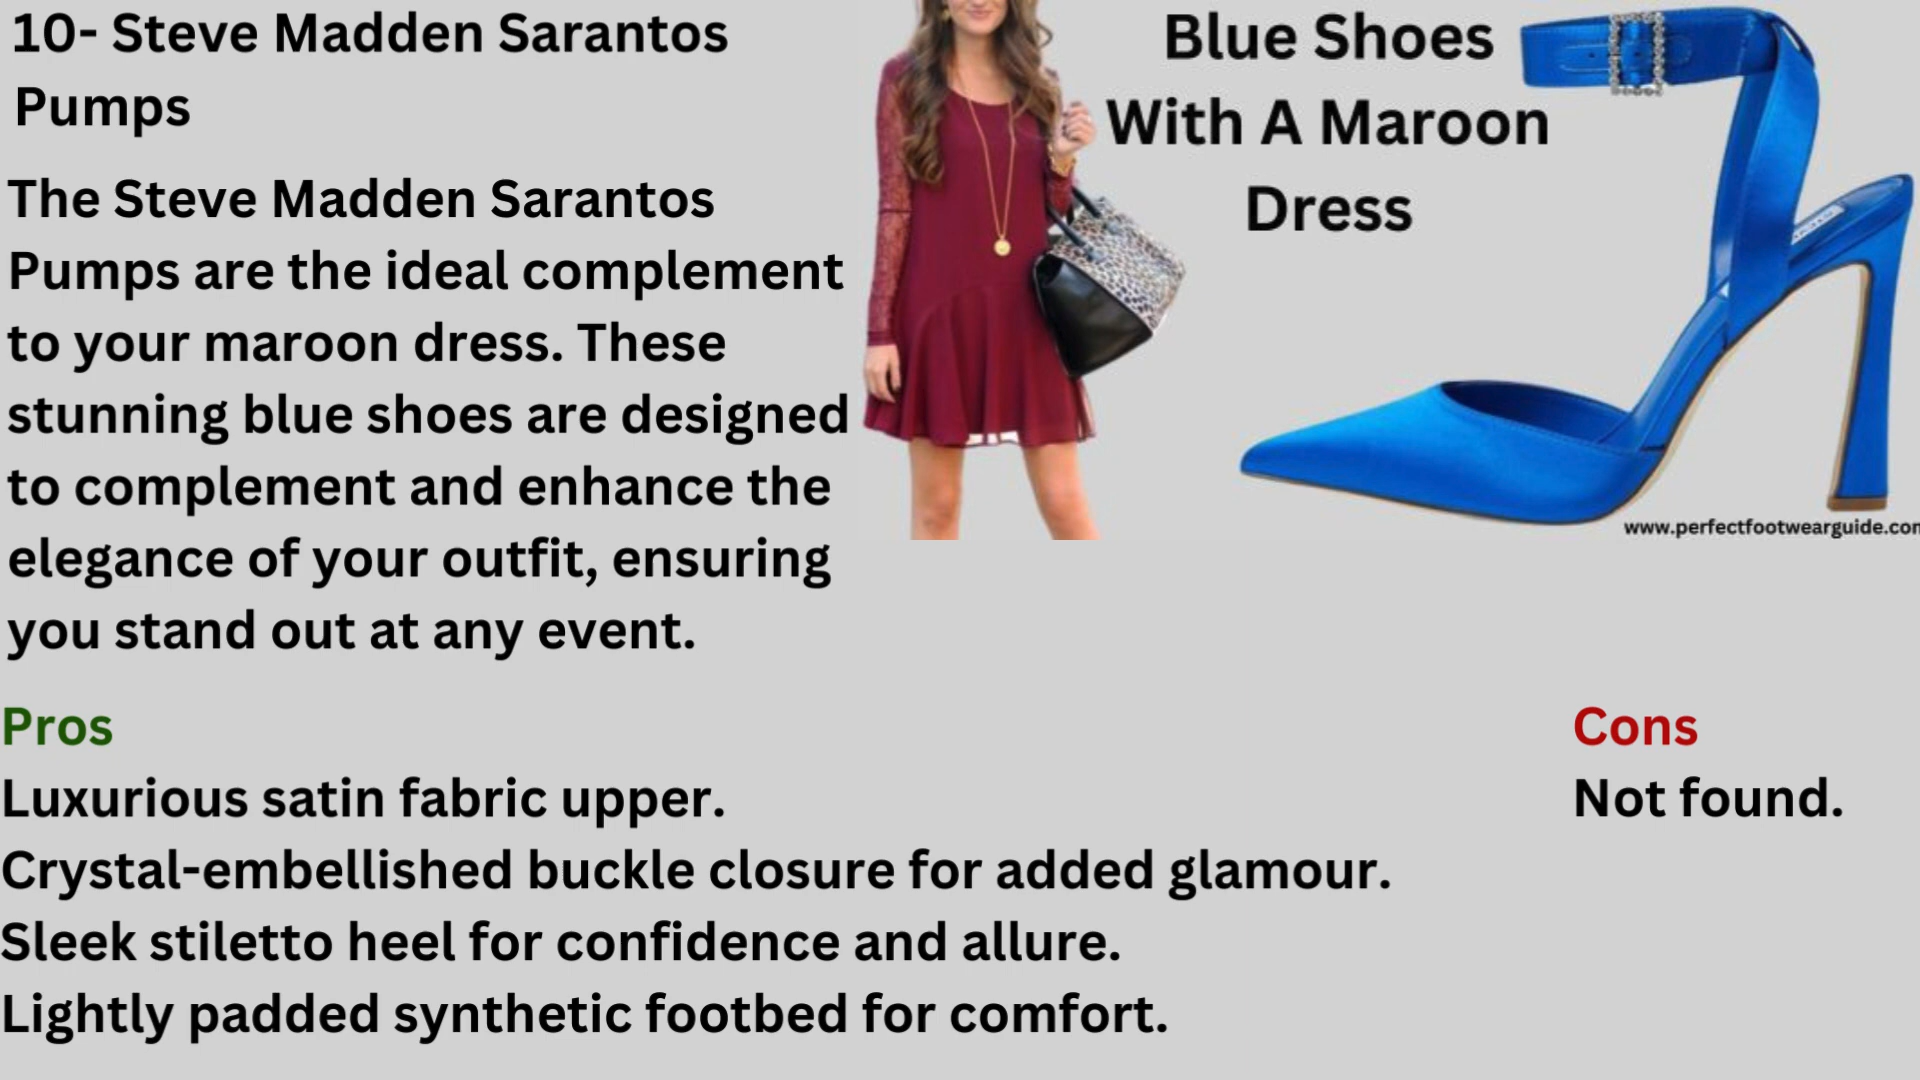 10- Steve Madden Sarantos
Pumps
The Steve Madden Sarantos
Pumps are the ideal complement
to your maroon dress. These
stunning blue shoes are designed
to complement and enhance the
elegance of your outfit, ensuring
you stand out at any event.
Blue Shoes
With A Maroon
Dress
www.perfectfootwearguide.com
Pros
Luxurious satin fabric upper.
Crystal-embellished buckle closure for added glamour.
Sleek stiletto heel for confidence and allure.
Lightly padded synthetic footbed for comfort.
Cons
Not found.